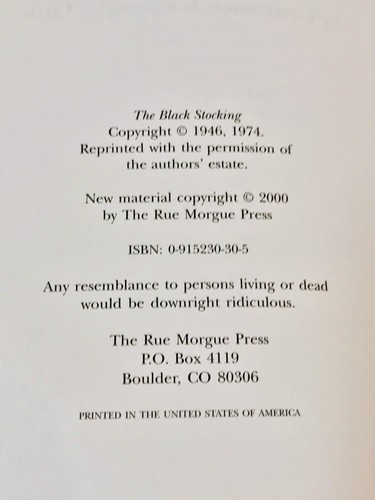 The Black Stocking
Copyright © 1946, 1974.
Reprinted with the permission of
the authors' estate.
New material copyright © 2000
by The Rue Morgue Press
ISBN: 0-915230-30-5
Any resemblance to persons living or dead
would be downright ridiculous.
The Rue Morgue Press
P.O. Box 4119
Boulder, CO 80306
PRINTED IN THE UNITED STATES OF AMERICA